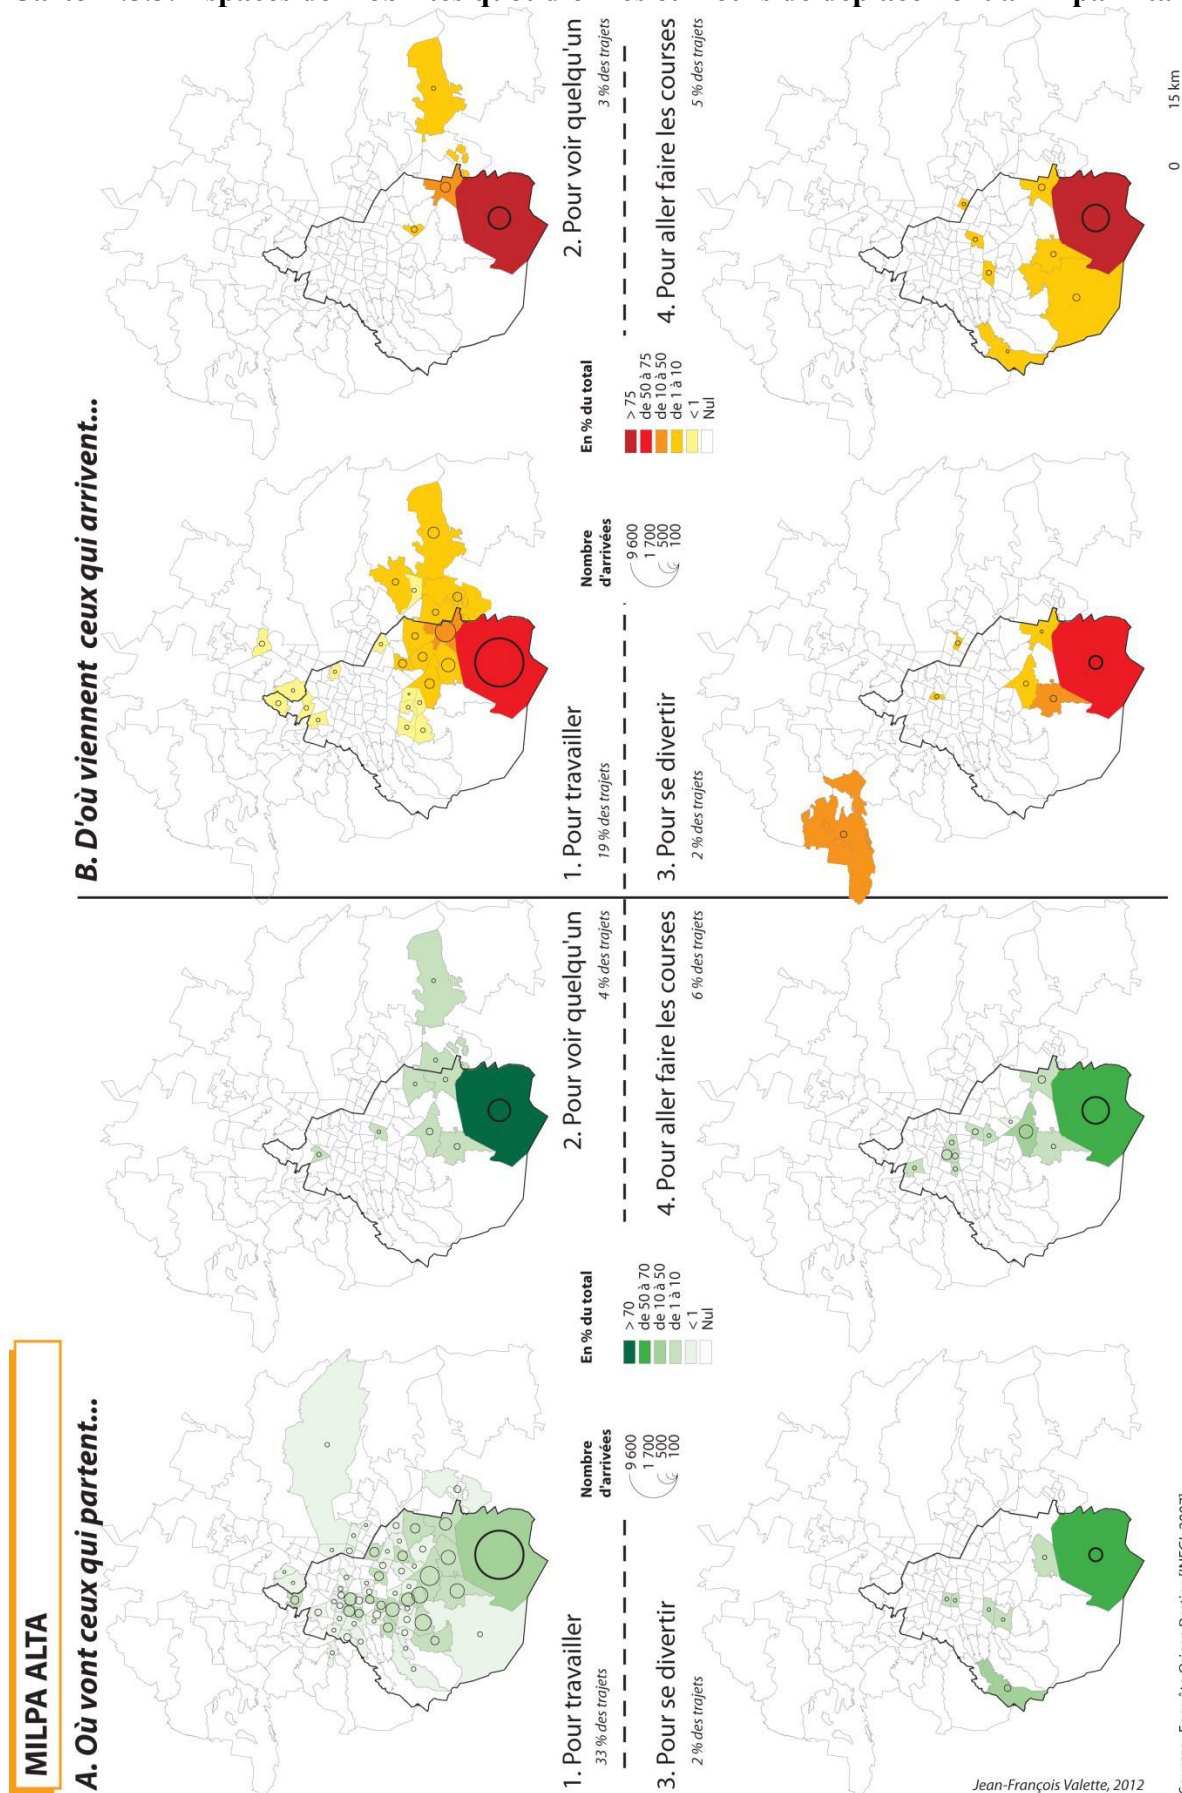 MILPA ALTA
A. Où vont ceux qui partent...
1. Pour travailler
33 % des trajets
2. Pour voir quelqu'un
4 % des trajets
Nombre
d'arrivées
9 600
1 700
500
100
En % du total
> 70
de 50 à 70
de 10 à 50
de 1 à 10
< 1
Nul
3. Pour se divertir
2 % des trajets
4. Pour aller faire les courses
6 % des trajets
B. D'où viennent ceux qui arrivent...
1. Pour travailler
19 % des trajets
2. Pour voir quelqu'un
3 % des trajets
Nombre
d'arrivées
9 600
1 700
500
100
En % du total
> 75
de 50 à 75
de 10 à 50
de 1 à 10
< 1
Nul
3. Pour se divertir
2 % des trajets
4. Pour aller faire les courses
5 % des trajets
0 15 km
Jean-François Valette, 2012